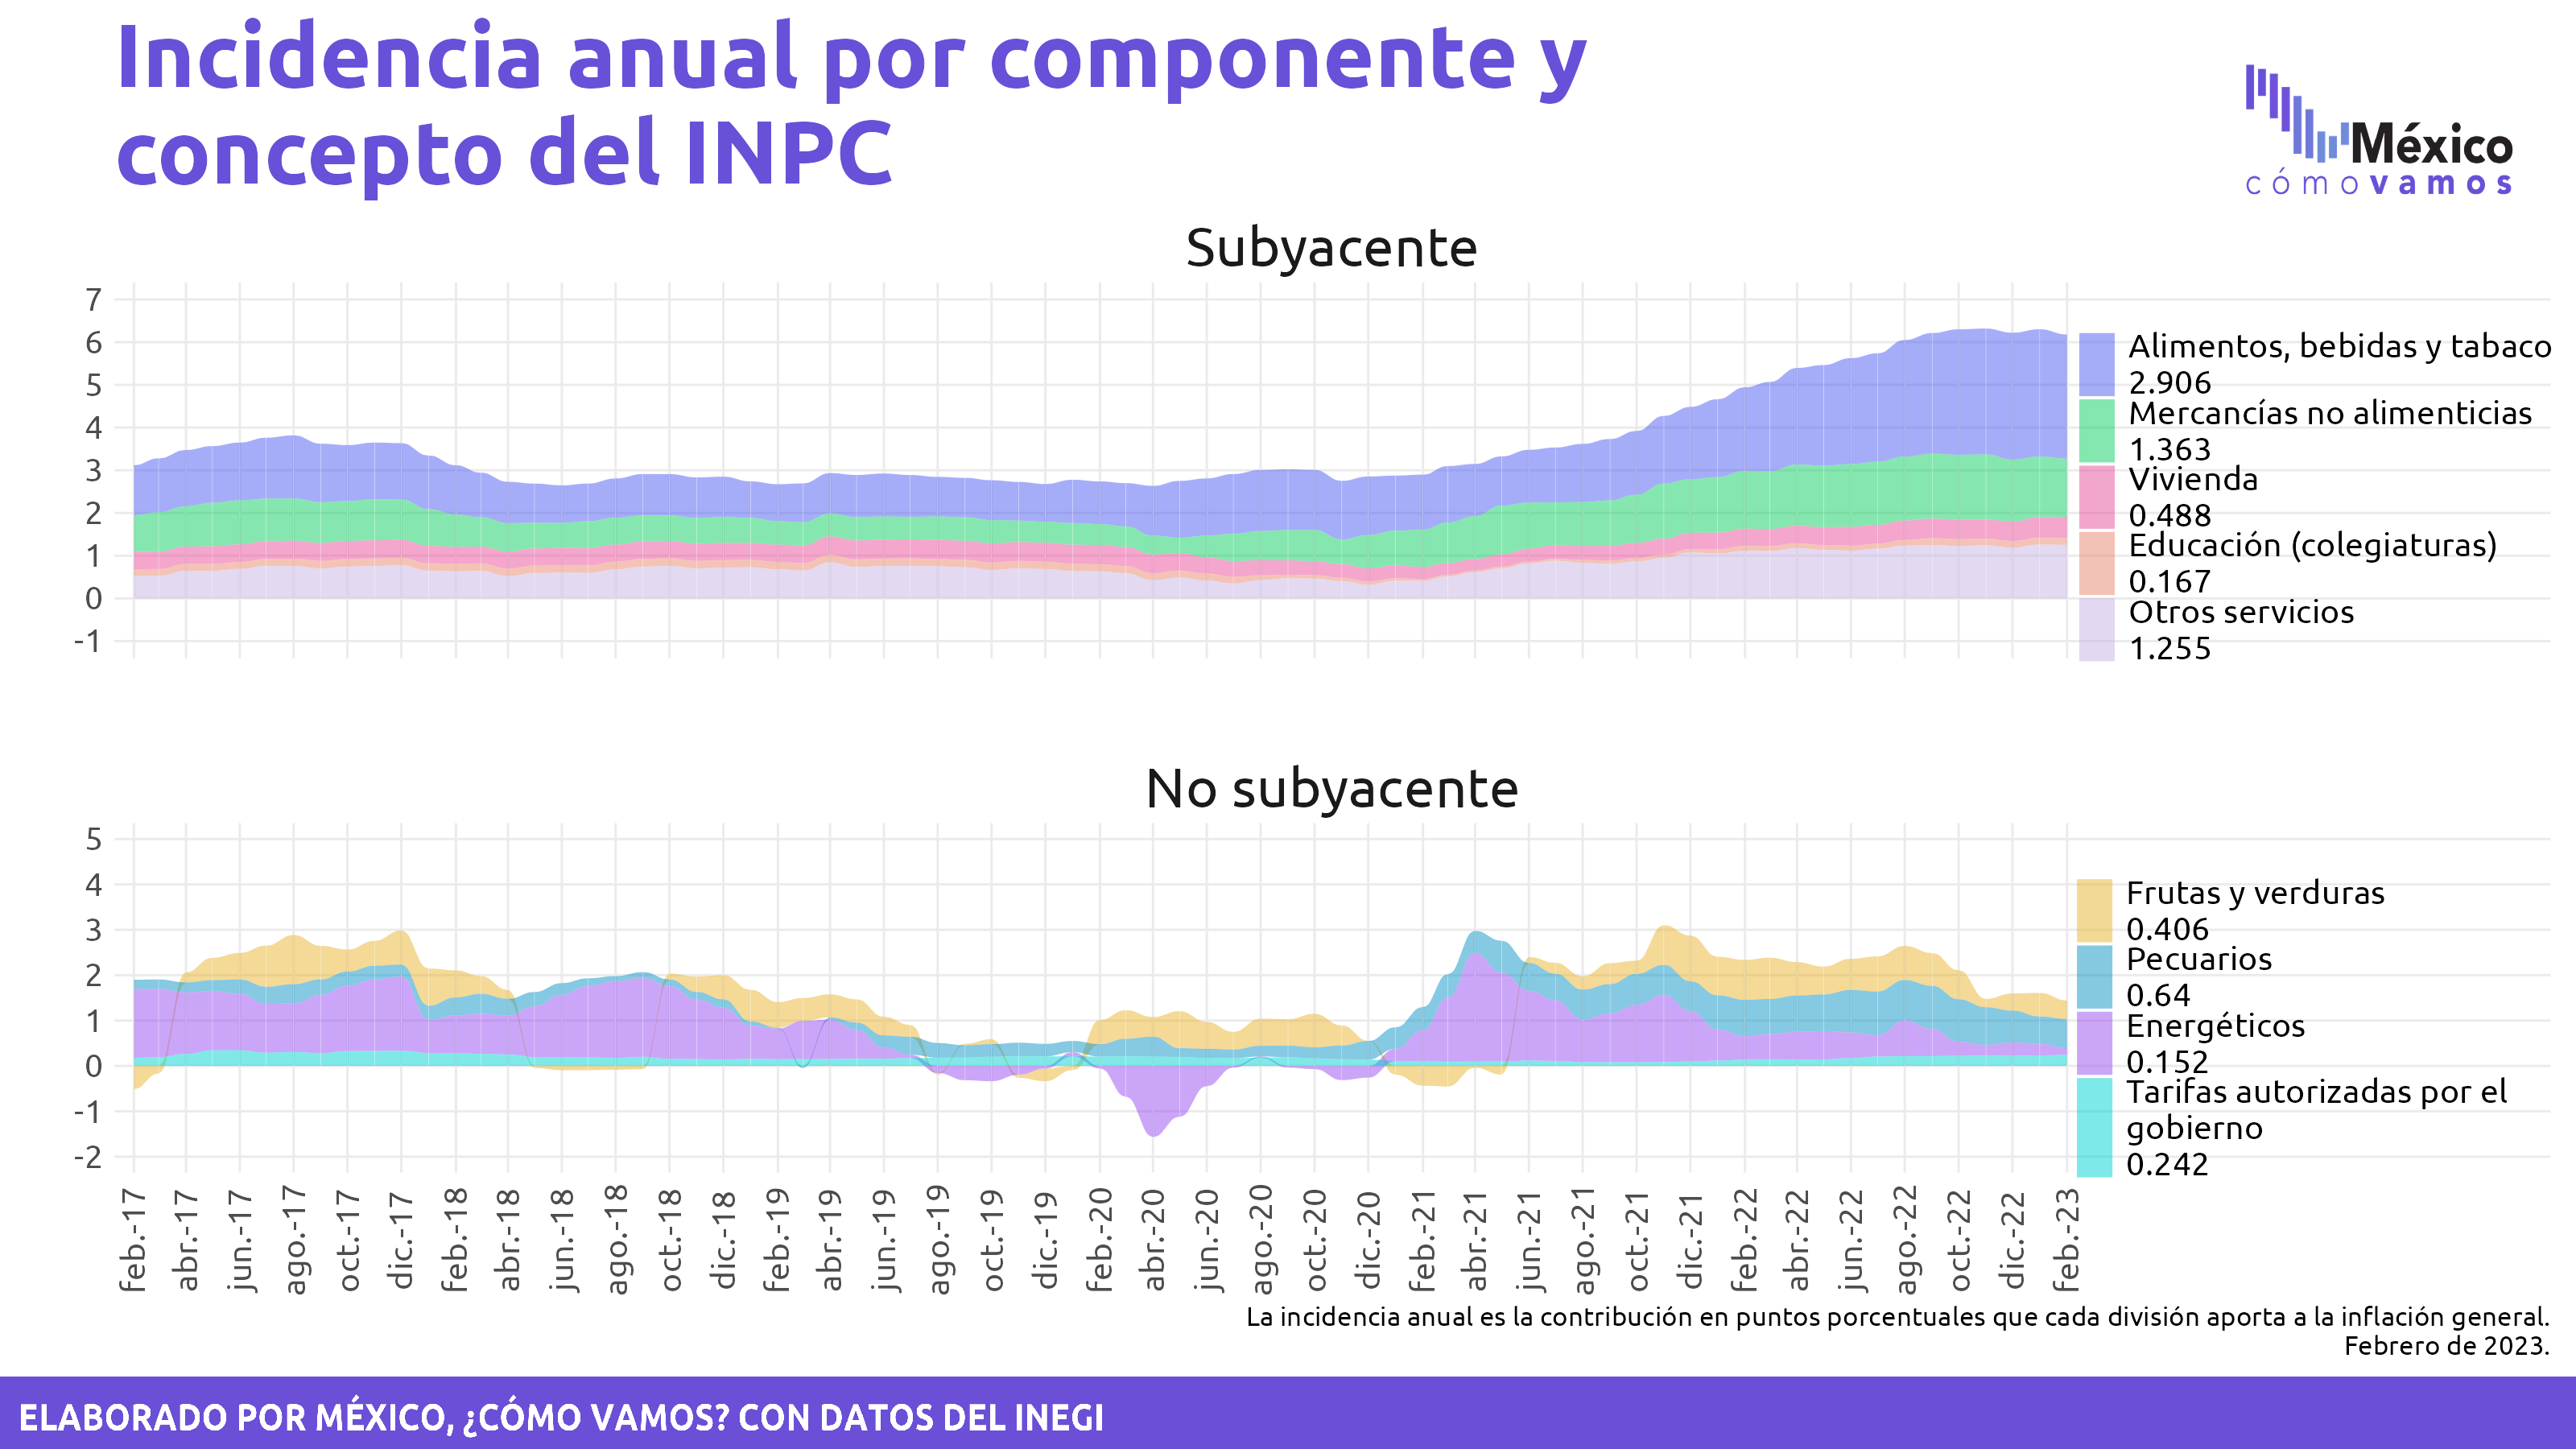 Incidencia anual por componente y
concepto del INPC
México
cómovamos
Subyacente
7
6
5
4
3
2
1
0
-1
Alimentos, bebidas y tabaco
2.906
Mercancías no alimenticias
1.363
Vivienda
0.488
Educación (colegiaturas)
0.167
Otros servicios
1.255
No subyacente
5
4
3
2
1
0
-1
-2
Frutas y verduras
0.406
Pecuarios
0.64
Energéticos
0.152
Tarifas autorizadas por el
gobierno
0.242
feb.-17
abr.-17
jun.-17
ago.-17
oct.-17
dic.-17
feb.-18
abr.-18
jun.-18
ago.-18
oct.-18
dic.-18
feb.-19
abr.-19
jun.-19
ago.-19
oct.-19
dic.-19
feb.-20
abr.-20
jun.-20
ago.-20
oct.-20
dic.-20
feb.-21
abr.-21
jun.-21
ago.-21
oct.-21
dic.-21
feb.-22
abr.-22
jun.-22
ago.-22
oct.-22
dic.-22
feb.-23
La incidencia anual es la contribución en puntos porcentuales que cada división aporta a la inflación general.
Febrero de 2023.
ELABORADO POR MÉXICO, ¿CÓMO VAMOS? CON DATOS DEL INEGI